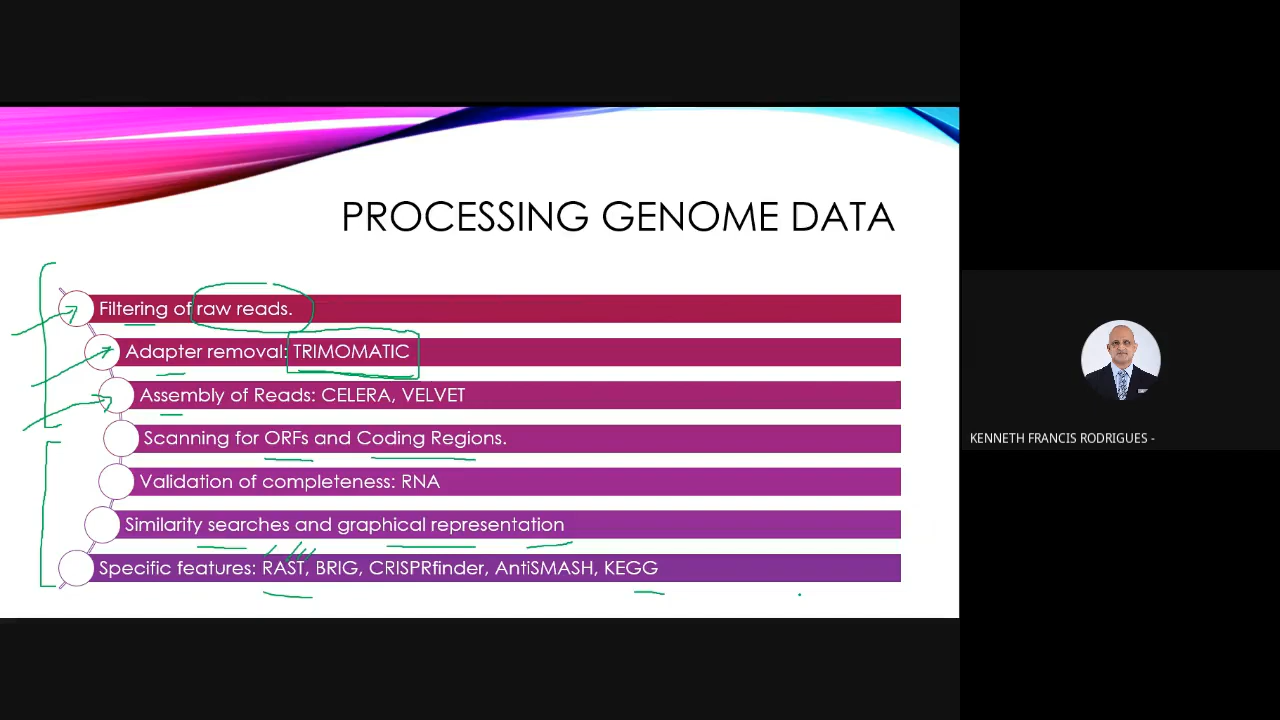 PROCESSING GENOME DATA
Filtering of raw reads.
Adapter removal: TRIMOMATIC
Assembly of Reads: CELERA, VELVET
Scanning for ORFs and Coding Regions.
Validation of completeness: RNA
Similarity searches and graphical representation
Specific features: RAST, BRIG, CRISPRfinder, AntiSMASH, KEGG
KENNETH FRANCIS RODRIGUES -